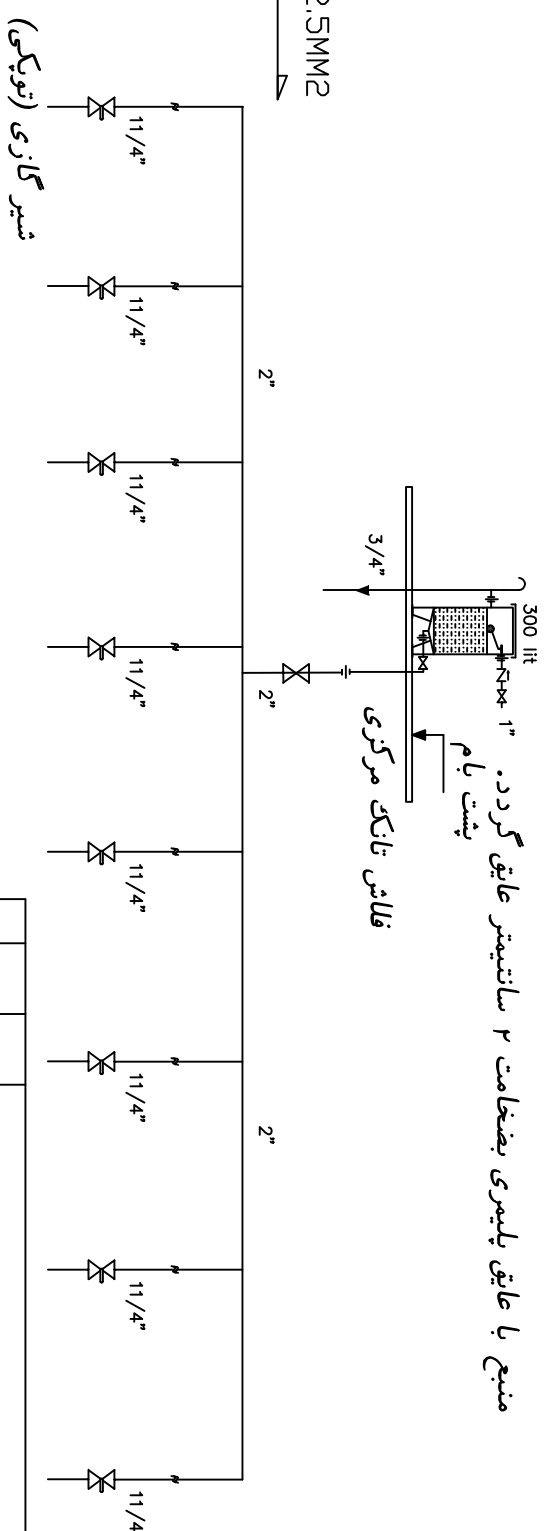 2.5MM2
300 lit
1"
منبع با عایق پلیمری بضخامت ۲ سانتیمتر عایق گردد.
پشت بام
3/4"
فلاش تانک مرکزی
2"
2"
2"
11/4"
11/4"
11/4"
11/4"
11/4"
11/4"
11/4"
11/4
شیر گازی (توپکی)